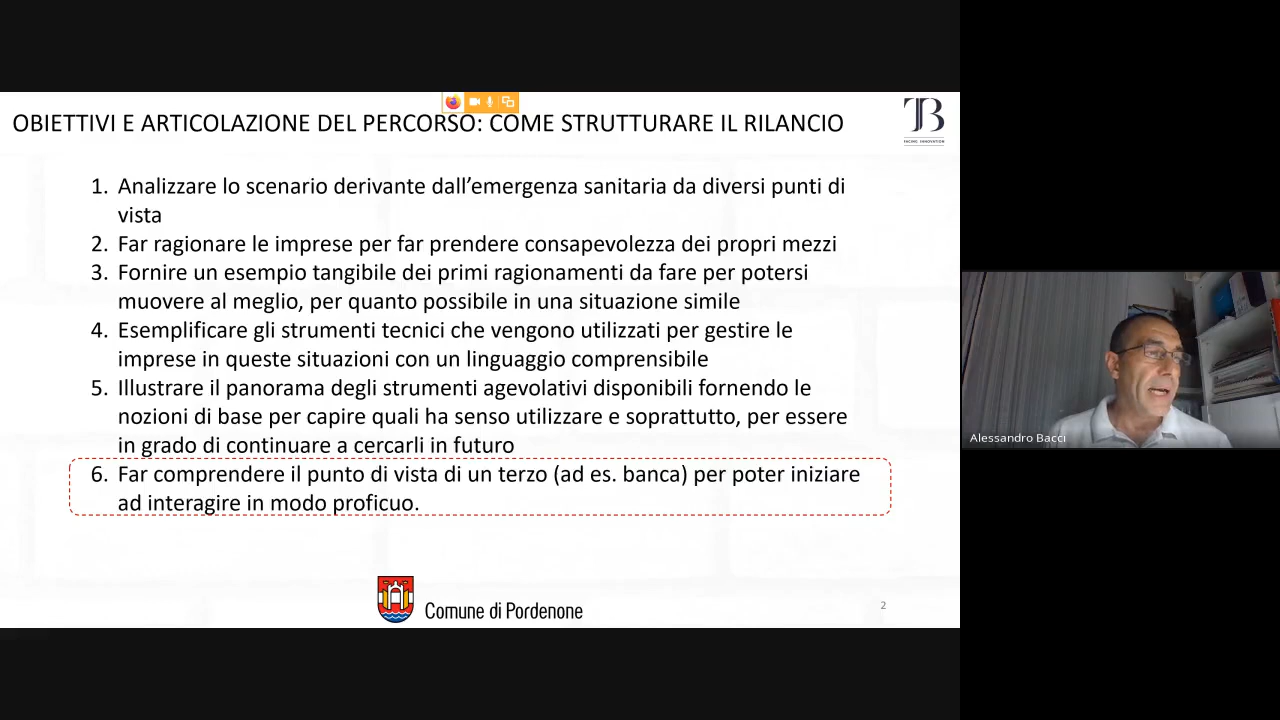 OBIETTIVI E ARTICOLAZIONE DEL PERCORSO: COME STRUTTURARE IL RILANCIO
TB
FACING INNOVATION
1. Analizzare lo scenario derivante dall’emergenza sanitaria da diversi punti di
vista
2. Far ragionare le imprese per far prendere consapevolezza dei propri mezzi
3. Fornire un esempio tangibile dei primi ragionamenti da fare per potersi
muovere al meglio, per quanto possibile in una situazione simile
4. Esemplificare gli strumenti tecnici che vengono utilizzati per gestire le
imprese in queste situazioni con un linguaggio comprensibile
5. Illustrare il panorama degli strumenti agevolativi disponibili fornendo le
nozioni di base per capire quali ha senso utilizzare e soprattutto, per essere
in grado di continuare a cercarli in futuro
6. Far comprendere il punto di vista di un terzo (ad es. banca) per poter iniziare
ad interagire in modo proficuo.
Comune di Pordenone
2
Alessandro Bacci